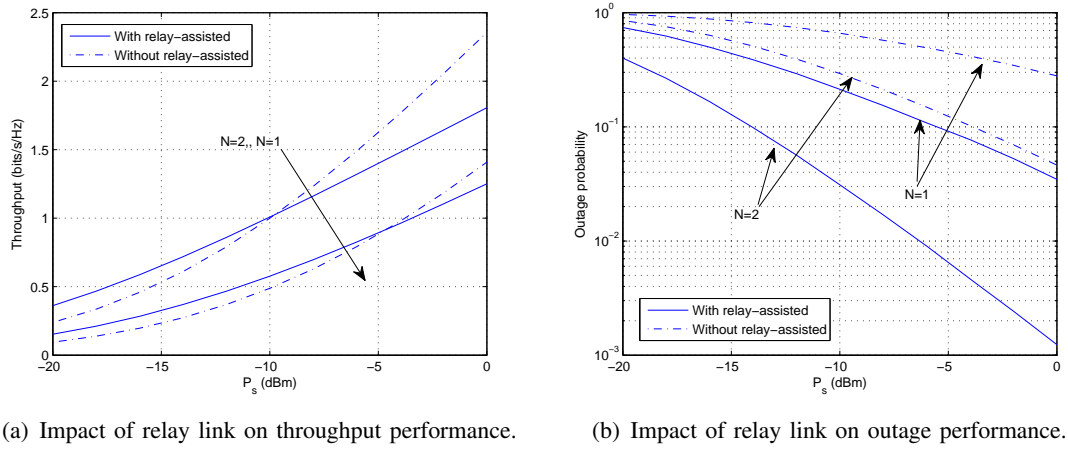 2.5
2
1.5
1
0.5
0
−20
−15
−10
−5
0
Throughput (bits/s/Hz)
P_s (dBm)
With relay−assisted
Without relay−assisted
N=2,, N=1
(a) Impact of relay link on throughput performance.
10^0
10^−1
10^−2
10^−3
−20
−15
−10
−5
0
Outage probability
P_s (dBm)
N=2
N=1
With relay−assisted
Without relay−assisted
(b) Impact of relay link on outage performance.